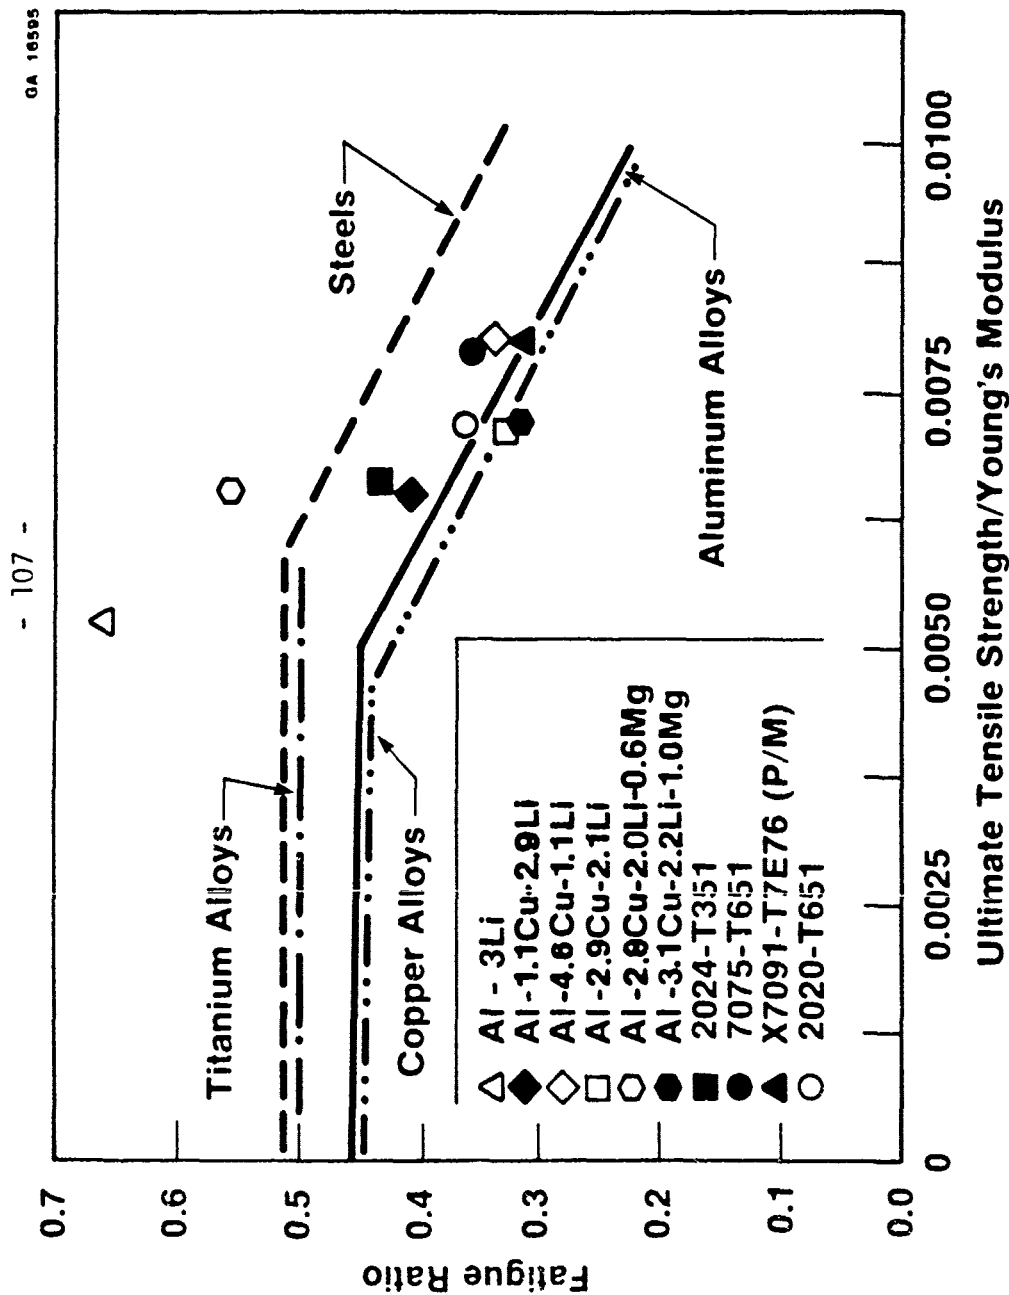 - 107 -
GA 16595
Fatigue Ratio
0.7
0.6
0.5
0.4
0.3
0.2
0.1
0.0
Titanium Alloys
Copper Alloys
Steels
Aluminum Alloys
Al - 3Li
Al-1.1Cu-2.9Li
Al-4.6Cu-1.1Li
Al-2.9Cu-2.1Li
Al-2.8Cu-2.0Li-0.6Mg
Al-3.1Cu-2.2Li-1.0Mg
2024-T351
7075-T651
X7091-T7E76 (P/M)
2020-T651
0
0.0025
0.0050
0.0075
0.0100
Ultimate Tensile Strength/Young's Modulus